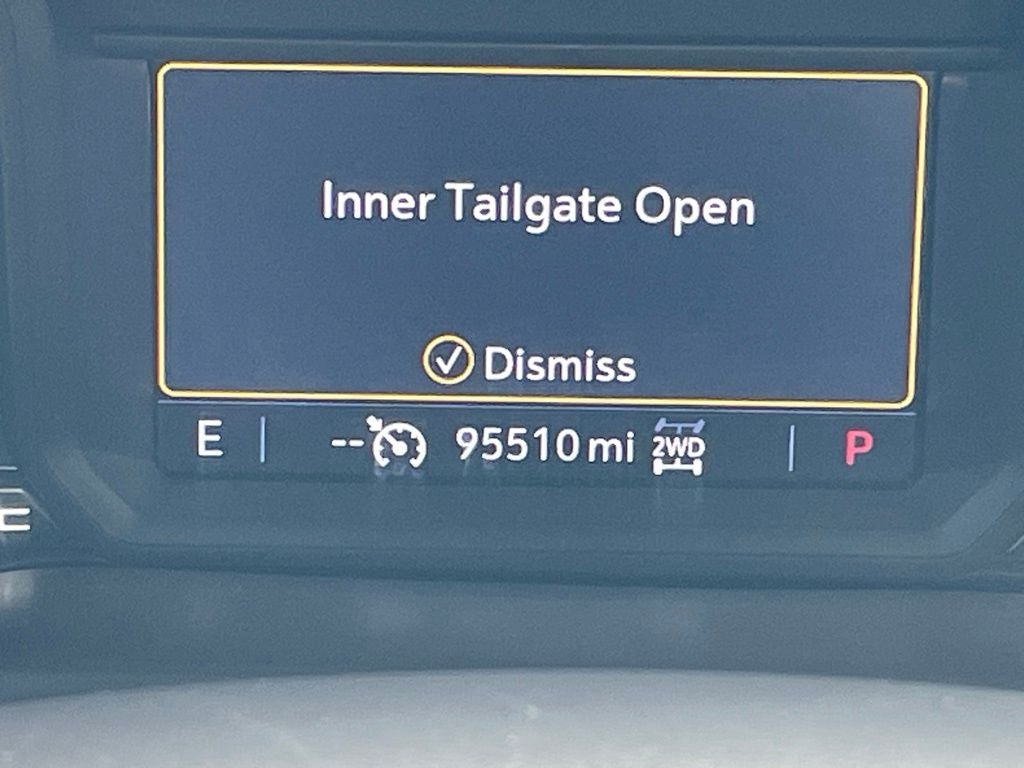 Inner Tailgate Open
Dismiss
E -- 95510 mi 2WD P